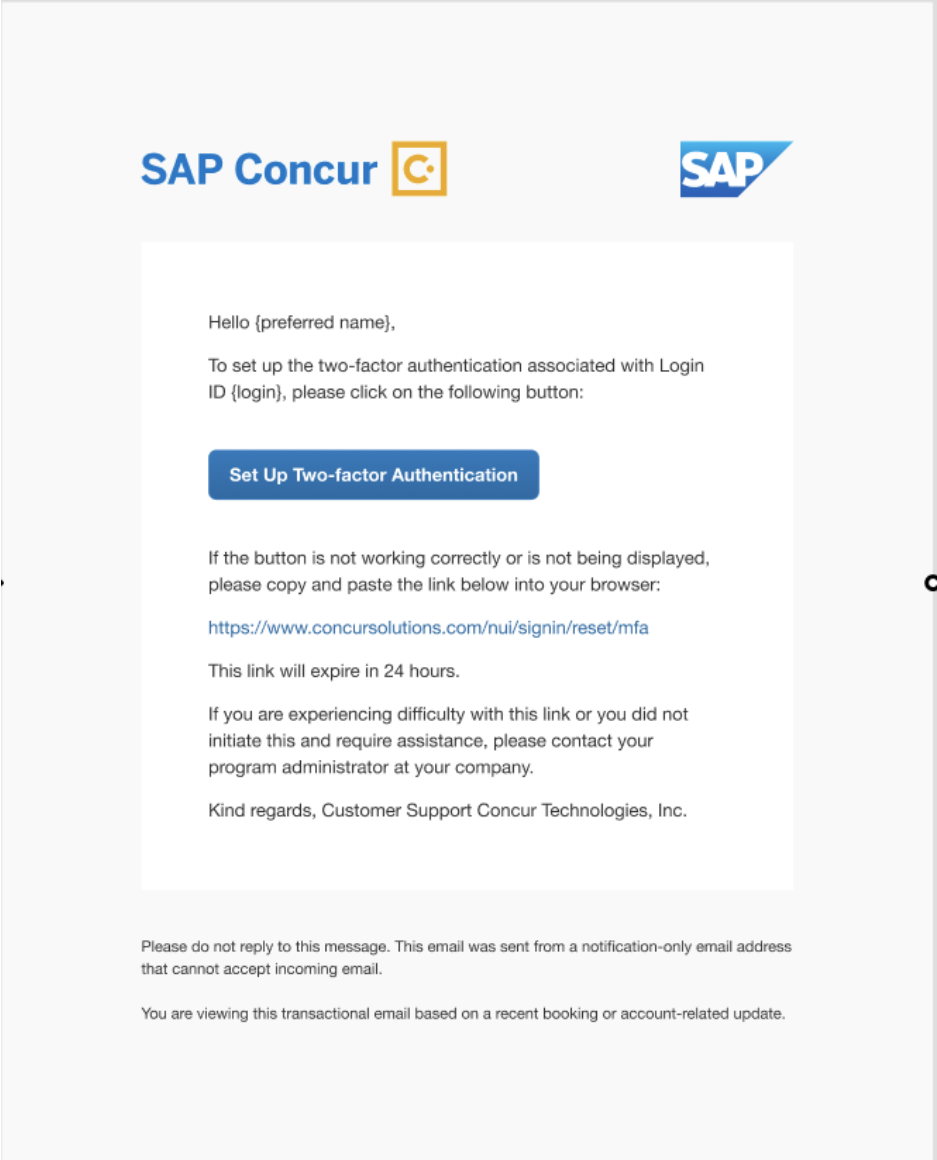 SAP Concur C
SAP
Hello {preferred name},
To set up the two-factor authentication associated with Login
ID {login}, please click on the following button:
Set Up Two-factor Authentication
If the button is not working correctly or is not being displayed,
please copy and paste the link below into your browser:
https://www.concursolutions.com/nui/signin/reset/mfa
This link will expire in 24 hours.
If you are experiencing difficulty with this link or you did not
initiate this and require assistance, please contact your
program administrator at your company.
Kind regards, Customer Support Concur Technologies, Inc.
Please do not reply to this message. This email was sent from a notification-only email address
that cannot accept incoming email.
You are viewing this transactional email based on a recent booking or account-related update.